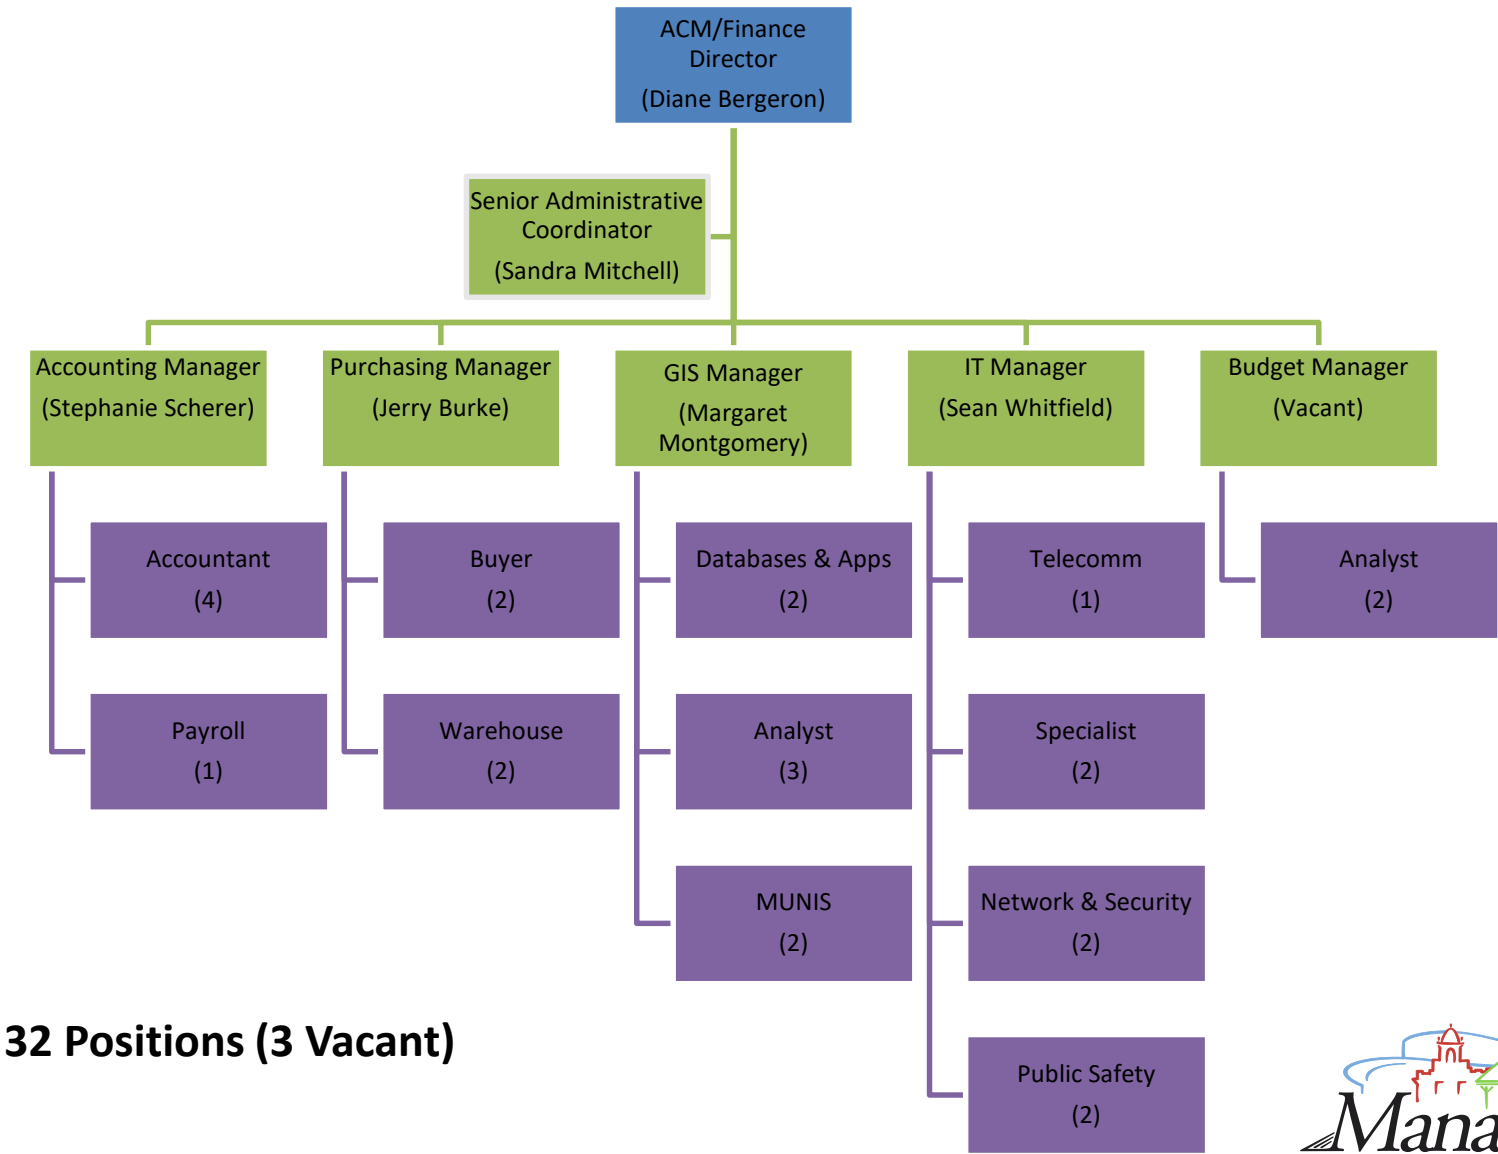 ACM/Finance
Director
(Diane Bergeron)
Senior Administrative
Coordinator
(Sandra Mitchell)
Accounting Manager
(Stephanie Scherer)
Purchasing Manager
(Jerry Burke)
GIS Manager
(Margaret
Montgomery)
IT Manager
(Sean Whitfield)
Budget Manager
(Vacant)
Accountant
(4)
Payroll
(1)
Buyer
(2)
Warehouse
(2)
Databases & Apps
(2)
Analyst
(3)
MUNIS
(2)
Telecomm
(1)
Specialist
(2)
Network & Security
(2)
Public Safety
(2)
Analyst
(2)
32 Positions (3 Vacant)
Mana